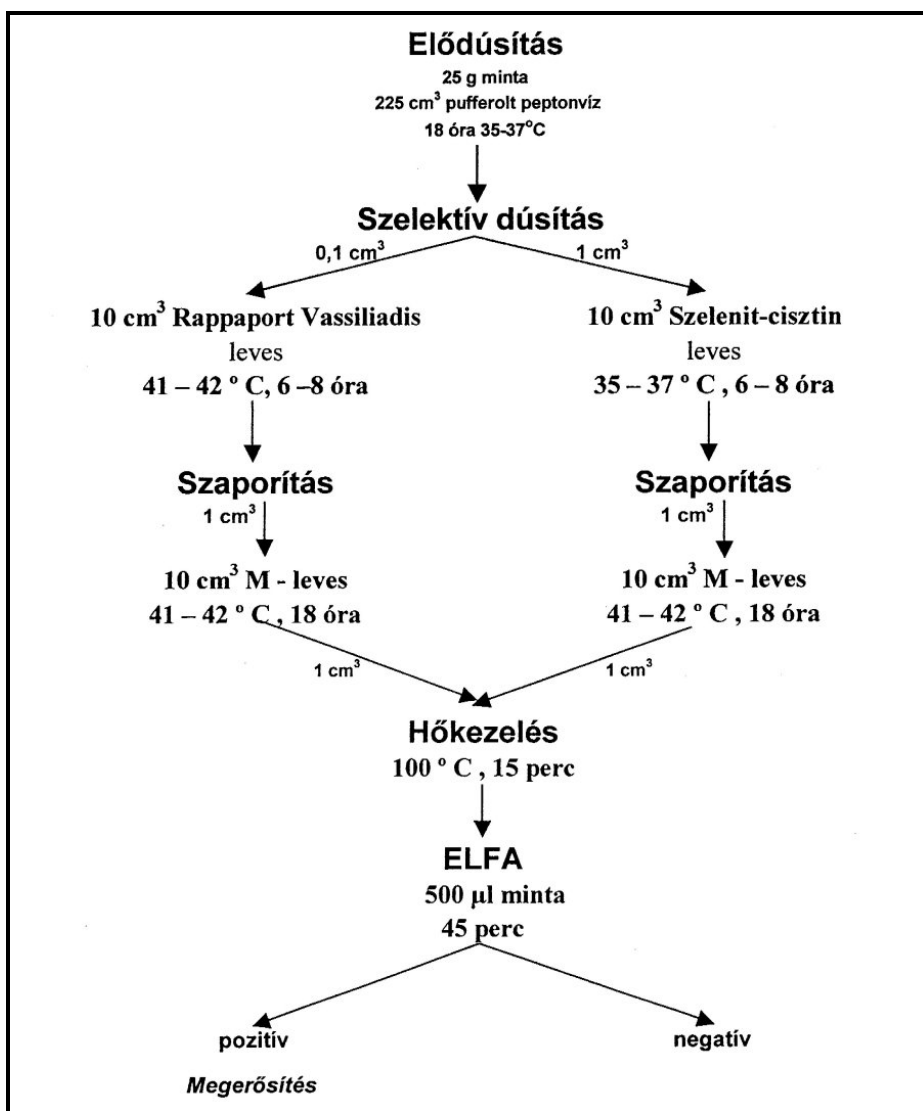 Elődúsítás
25 g minta
225 cm³ pufferolt peptonvíz
18 óra 35-37°C
Szelektív dúsítás
0,1 cm³
1 cm³
10 cm³ Rappaport Vassiliadis
leves
41 – 42 º C, 6 –8 óra
10 cm³ Szelenit-cisztin
leves
35 – 37 º C , 6 – 8 óra
Szaporítás
1 cm³
Szaporítás
1 cm³
10 cm³ M - leves
41 – 42 º C , 18 óra
10 cm³ M - leves
41 – 42 º C , 18 óra
1 cm³
1 cm³
Hőkezelés
100 º C , 15 perc
ELFA
500 µl minta
45 perc
pozitív
negatív
Megerősítés